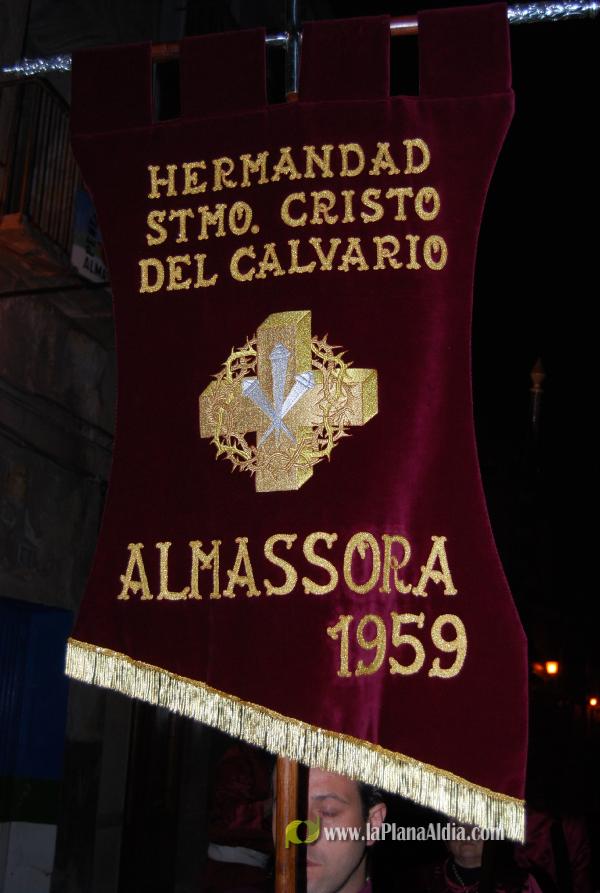 HERMANDAD
STMO. CRISTO
DEL CALVARIO
ALMASSORA
1959
www.laPlanaAldia.com